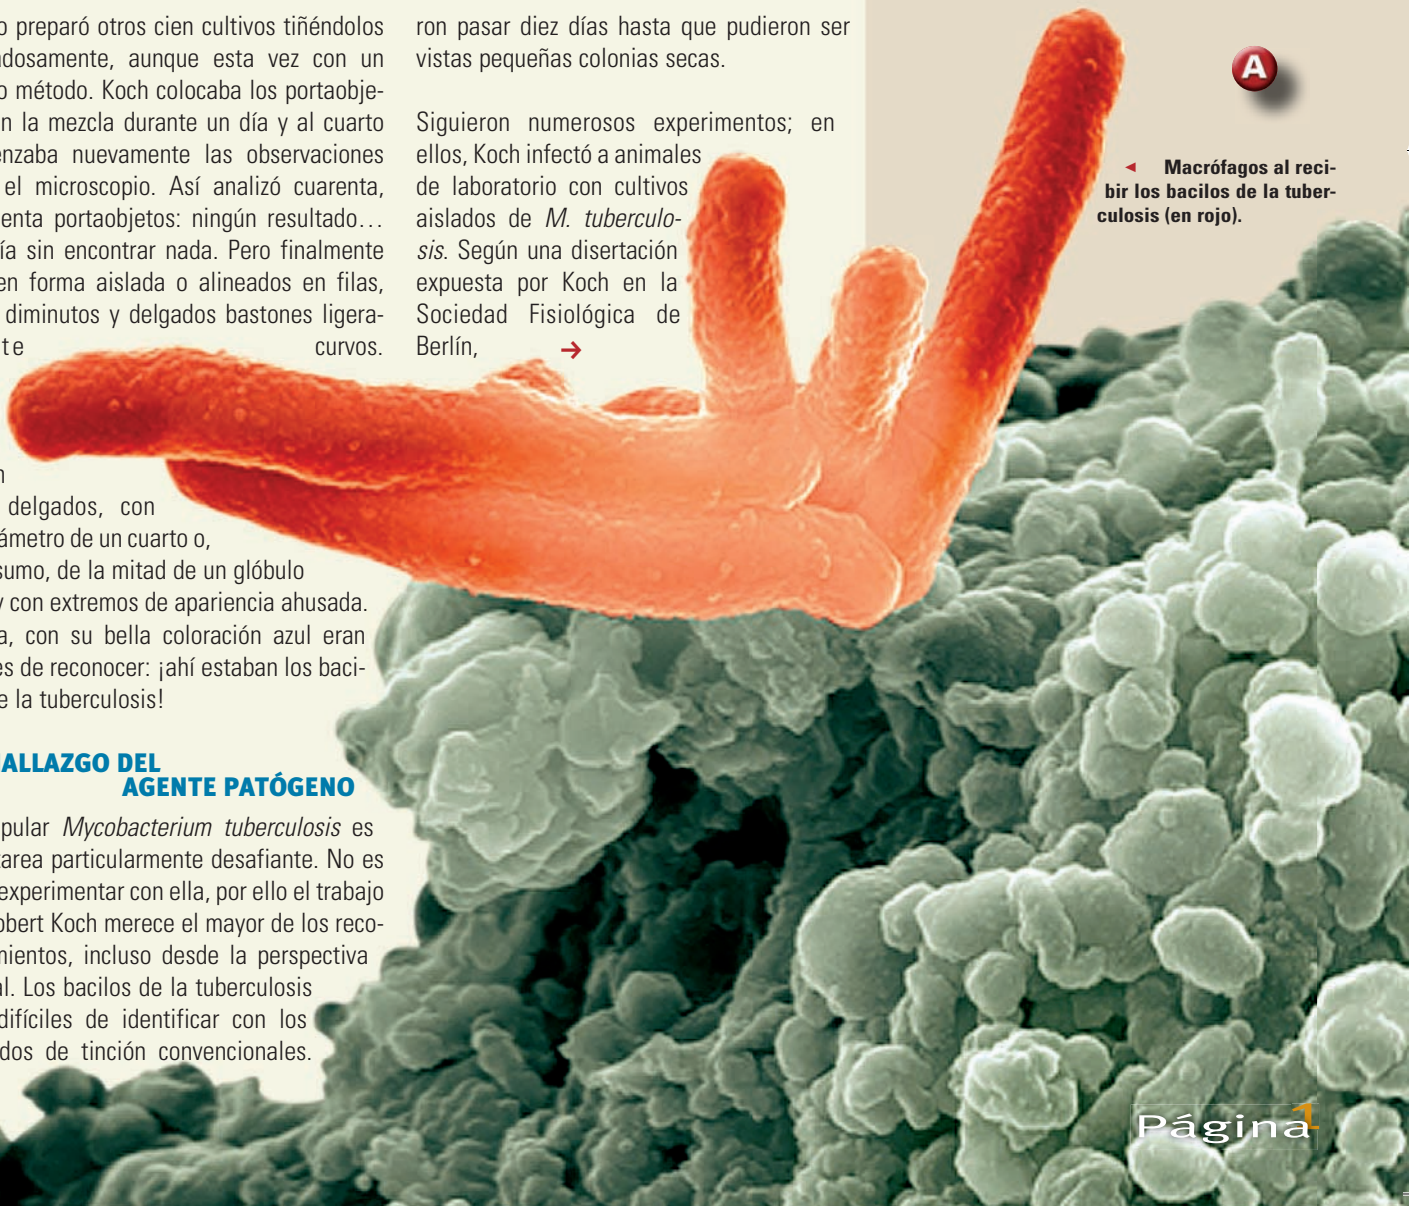 o preparó otros cien cultivos tiñéndolos
dosamente, aunque esta vez con un
o método. Koch colocaba los portaobje-
n la mezcla durante un día y al cuarto
enzaba nuevamente las observaciones
el microscopio. Así analizó cuarenta,
enta portaobjetos: ningún resultado...
ía sin encontrar nada. Pero finalmente
en forma aislada o alineados en filas,
diminutos y delgados bastones ligera-
te curvos.
n
delgados, con
ámetro de un cuarto o,
sumo, de la mitad de un glóbulo
y con extremos de apariencia ahusada.
a, con su bella coloración azul eran
es de reconocer: ¡ahí estaban los baci-
e la tuberculosis!
ALLAZGO DEL
AGENTE PATÓGENO
pular Mycobacterium tuberculosis es
tarea particularmente desafiante. No es
experimentar con ella, por ello el trabajo
obert Koch merece el mayor de los reco-
mientos, incluso desde la perspectiva
al. Los bacilos de la tuberculosis
difíciles de identificar con los
dos de tinción convencionales.
ron pasar diez días hasta que pudieron ser
vistas pequeñas colonias secas.
Siguieron numerosos experimentos; en
ellos, Koch infectó a animales
de laboratorio con cultivos
aislados de M. tuberculo-
sis. Según una disertación
expuesta por Koch en la
Sociedad Fisiológica de
Berlín, →
A
◄ Macrófagos al reci-
bir los bacilos de la tuber-
culosis (en rojo).
Página 1